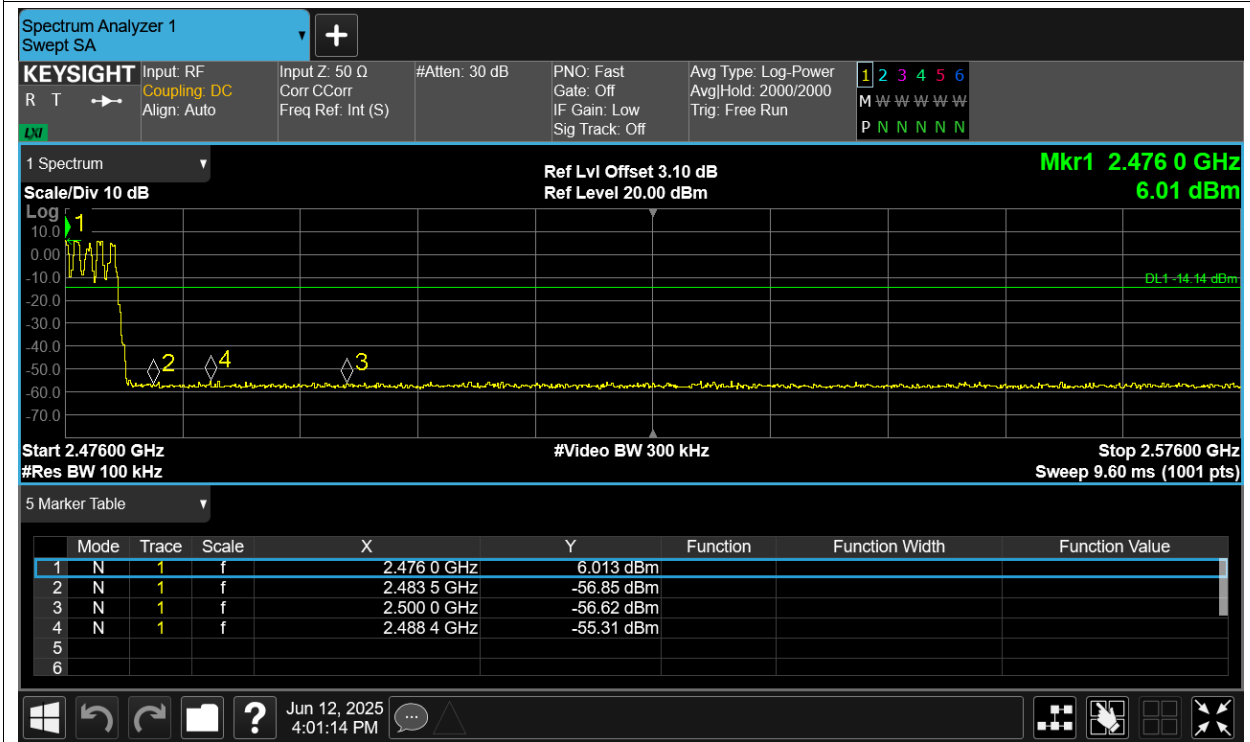 Spectrum Analyzer 1
Swept SA
+
KEYSIGHT
R T
LXI
Input: RF
Coupling: DC
Align: Auto
Input Z: 50 Ω
Corr CCorr
Freq Ref: Int (S)
#Atten: 30 dB
PNO: Fast
Gate: Off
IF Gain: Low
Sig Track: Off
Avg Type: Log-Power
Avg|Hold: 2000/2000
Trig: Free Run
1 2 3 4 5 6
M W W W W W
P N N N N N
1 Spectrum
Scale/Div 10 dB
Ref Lvl Offset 3.10 dB
Ref Level 20.00 dBm
Mkr1 2.476 0 GHz
6.01 dBm
Log
10.0
0.00
-10.0
-20.0
-30.0
-40.0
-50.0
-60.0
-70.0
1
2
4
3
DL1 -14.14 dBm
Start 2.47600 GHz
#Res BW 100 kHz
#Video BW 300 kHz
Stop 2.57600 GHz
Sweep 9.60 ms (1001 pts)
5 Marker Table
Mode Trace Scale X Y Function Function Width Function Value
1 N 1 f 2.476 0 GHz 6.013 dBm
2 N 1 f 2.483 5 GHz -56.85 dBm
3 N 1 f 2.500 0 GHz -56.62 dBm
4 N 1 f 2.488 4 GHz -55.31 dBm
5
6
?
Jun 12, 2025
4:01:14 PM